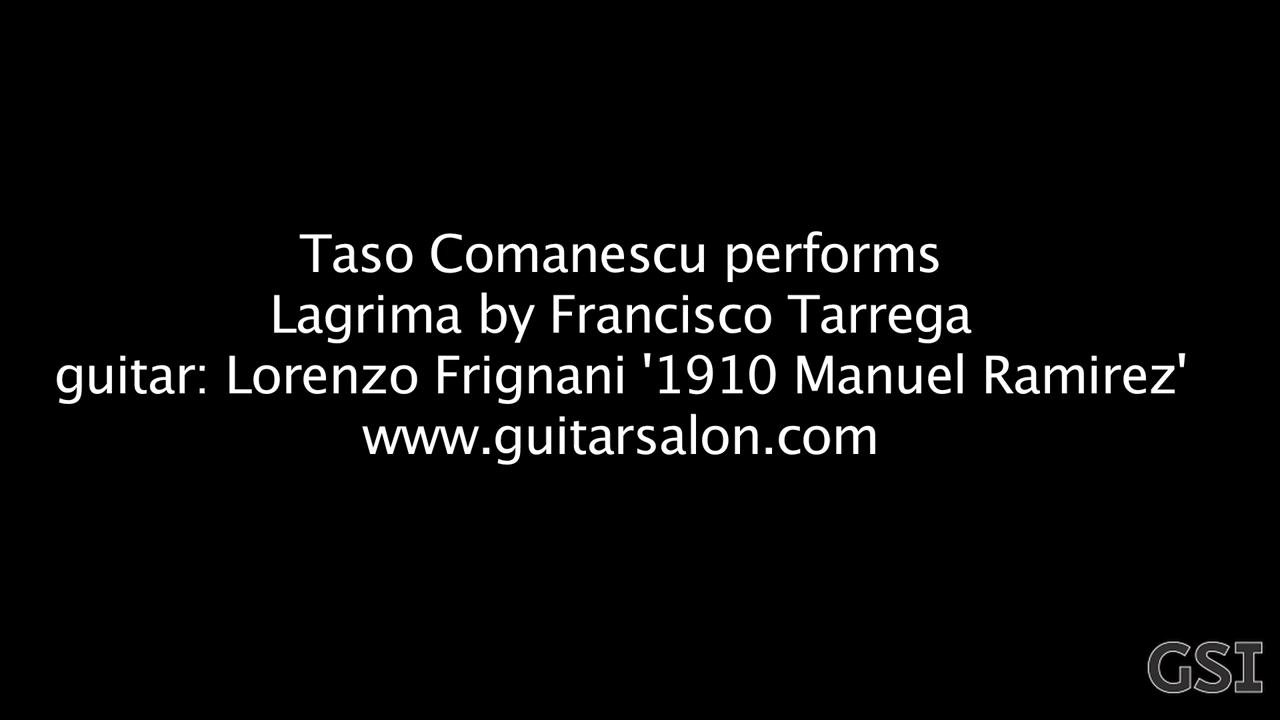 Taso Comanescu performs
Lagrima by Francisco Tarrega
guitar: Lorenzo Frignani '1910 Manuel Ramirez'
www.guitarsalon.com
GSI